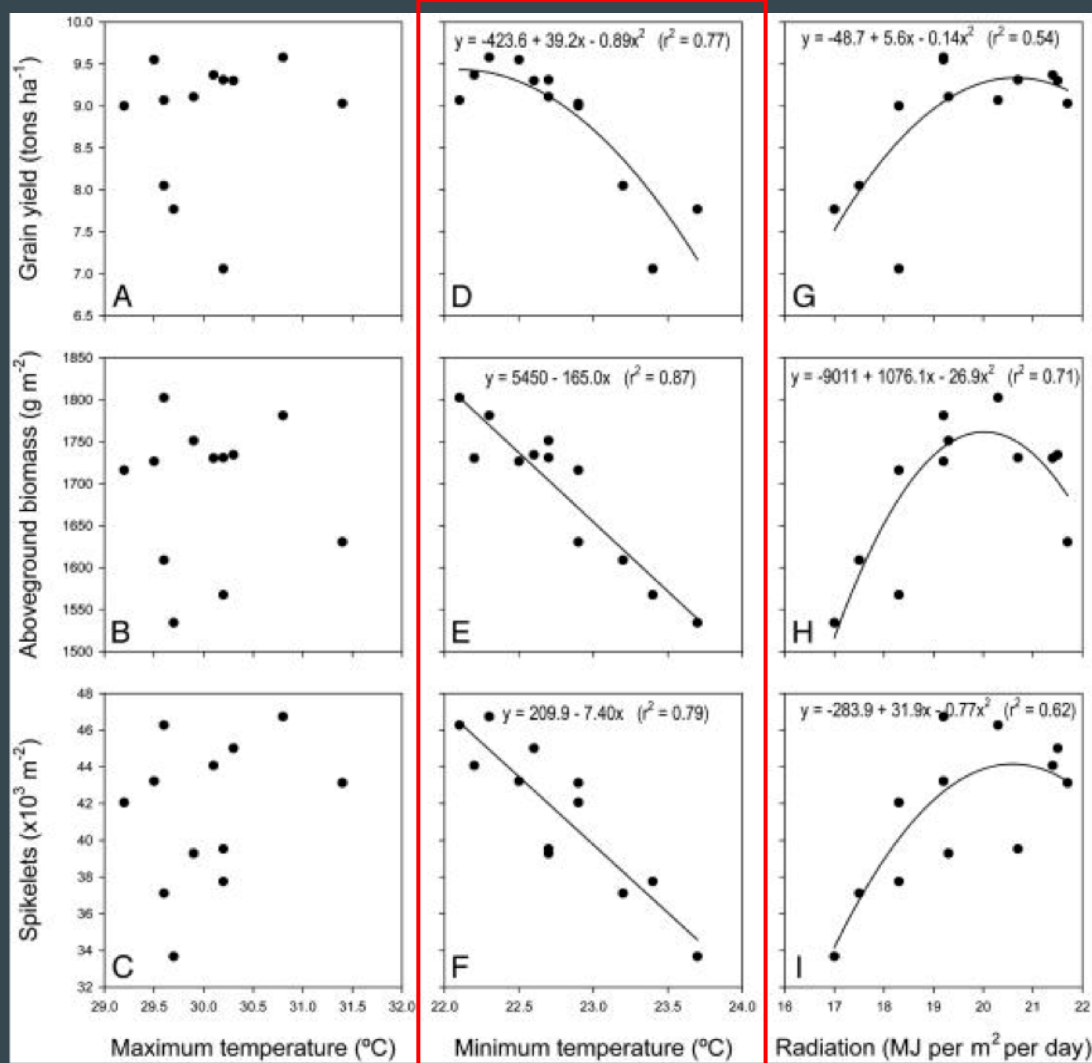 Grain yield (tons ha⁻¹)
10.0
9.5
9.0
8.5
8.0
7.5
7.0
6.5
A
y = -423.6 + 39.2x - 0.89x² (r² = 0.77)
D
y = -48.7 + 5.6x - 0.14x² (r² = 0.54)
G
Aboveground biomass (g m⁻²)
1850
1800
1750
1700
1650
1600
1550
1500
B
y = 5450 - 165.0x (r² = 0.87)
E
y = -9011 + 1076.1x - 26.9x² (r² = 0.71)
H
Spikelets (x10³ m⁻²)
48
46
44
42
40
38
36
34
32
C
y = 209.9 - 7.40x (r² = 0.79)
F
y = -283.9 + 31.9x - 0.77x² (r² = 0.62)
I
29.0 29.5 30.0 30.5 31.0 31.5 32.0
22.0 22.5 23.0 23.5 24.0
16 17 18 19 20 21 22
Maximum temperature (ºC)
Minimum temperature (ºC)
Radiation (MJ per m² per day